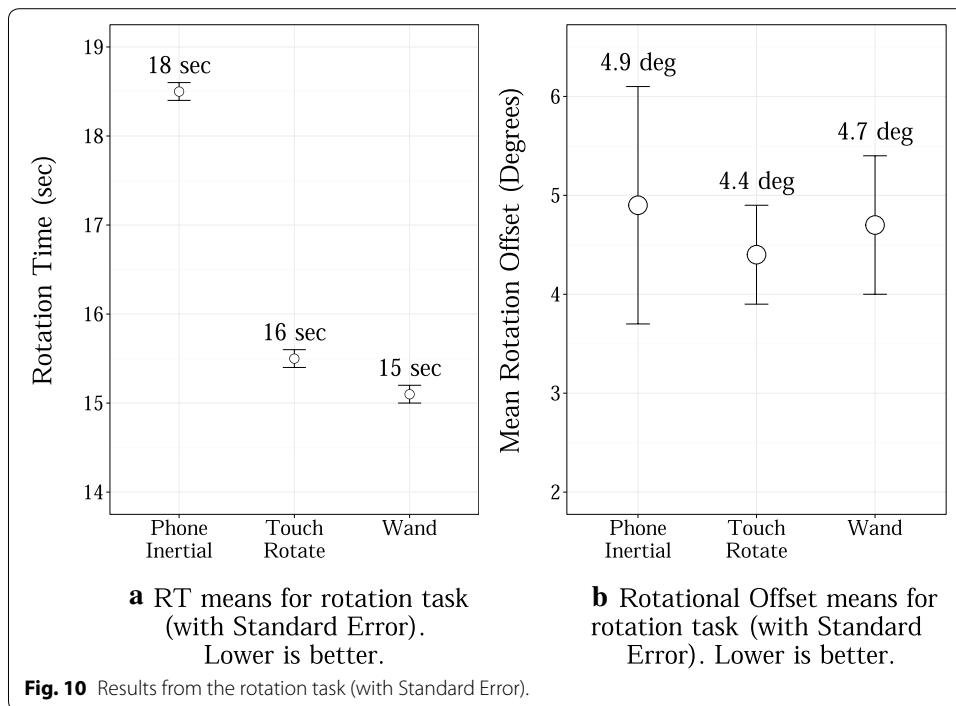 Rotation Time (sec)
19
18
17
16
15
14
18 sec
16 sec
15 sec
Phone
Inertial
Touch
Rotate
Wand
a RT means for rotation task
(with Standard Error).
Lower is better.
Mean Rotation Offset (Degrees)
6
5
4
3
2
4.9 deg
4.4 deg
4.7 deg
Phone
Inertial
Touch
Rotate
Wand
b Rotational Offset means for
rotation task (with Standard
Error). Lower is better.
Fig. 10 Results from the rotation task (with Standard Error).